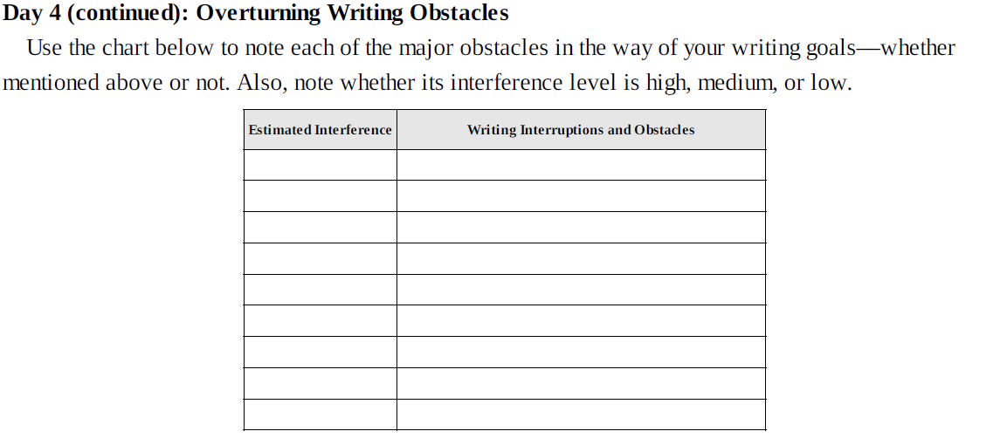 Day 4 (continued): Overturning Writing Obstacles
Use the chart below to note each of the major obstacles in the way of your writing goals—whether
mentioned above or not. Also, note whether its interference level is high, medium, or low.
Estimated Interference
Writing Interruptions and Obstacles